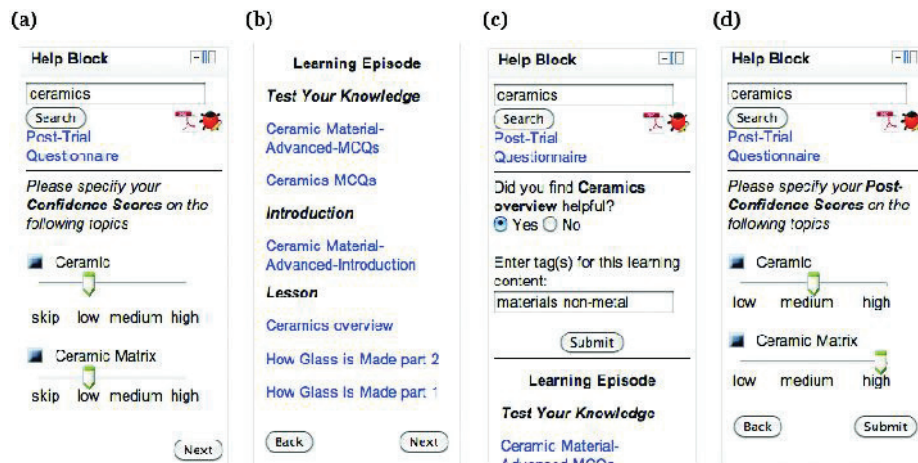 (a)
Help Block
ceramics
Search
Post-Trial
Questionnaire
Please specify your
Confidence Scores on the
following topics
Ceramic
skip low medium high
Ceramic Matrix
skip low medium high
Next
(b)
Learning Episode
Test Your Knowledge
Ceramic Material-
Advanced-MCQs
Ceramics MCQs
Introduction
Ceramic Material-
Advanced-Introduction
Lesson
Ceramics overview
How Glass is Made part 2
How Glass is Made part 1
Back Next
(c)
Help Block
ceramics
Search
Post-Trial
Questionnaire
Did you find Ceramics
overview helpful?
Yes No
Enter tag(s) for this learning
content:
materials non-metal
Submit
Learning Episode
Test Your Knowledge
Ceramic Material-
Advanced-MCQs
(d)
Help Block
ceramics
Search
Post-Trial
Questionnaire
Please specify your Post-
Confidence Scores on the
following topics
Ceramic
low medium high
Ceramic Matrix
low medium high
Back Submit